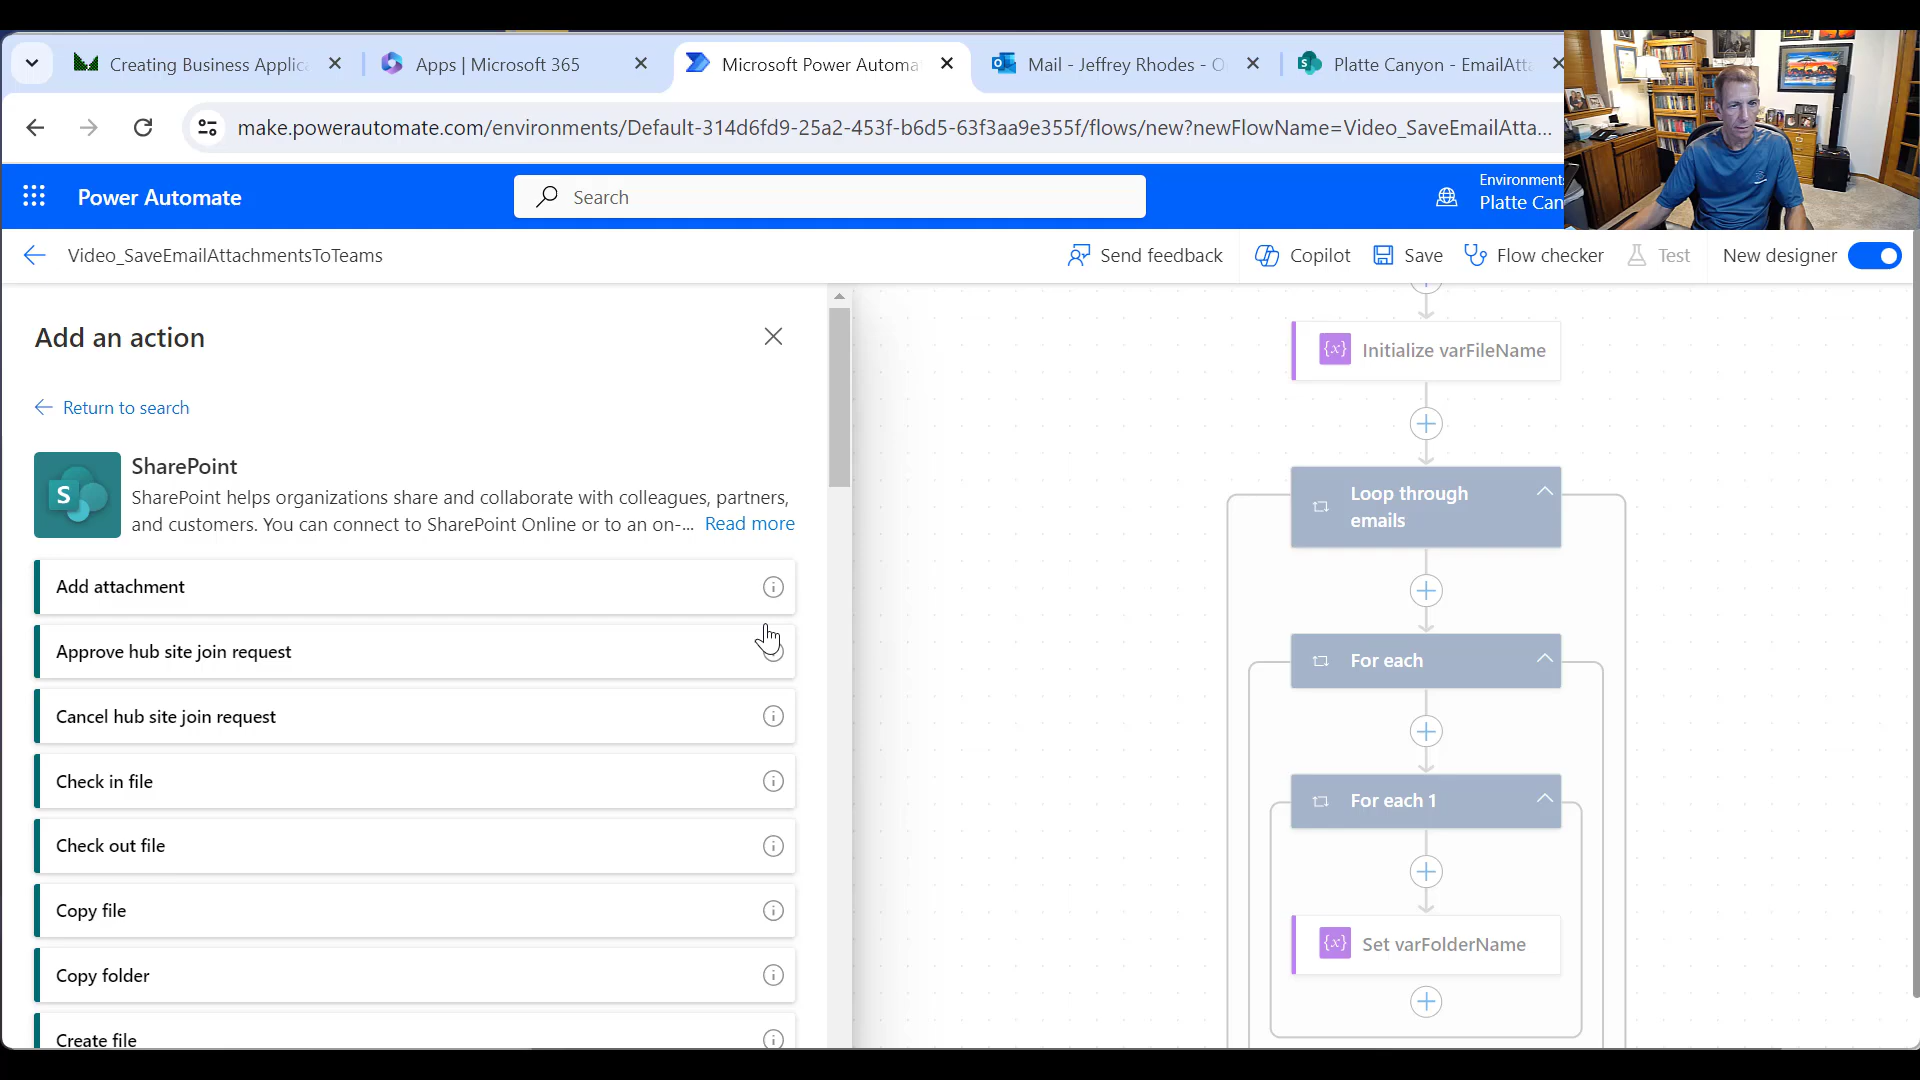 Creating Business Applic
Apps | Microsoft 365
Microsoft Power Automa
Mail - Jeffrey Rhodes - O
Platte Canyon - EmailAtta
make.powerautomate.com/environments/Default-314d6fd9-25a2-453f-b6d5-63f3aa9e355f/flows/new?newFlowName=Video_SaveEmailAtta...
Power Automate
Search
Environment
Platte Can
Video_SaveEmailAttachmentsToTeams
Send feedback
Copilot
Save
Flow checker
Test
New designer
Add an action
Return to search
SharePoint
SharePoint helps organizations share and collaborate with colleagues, partners,
and customers. You can connect to SharePoint Online or to an on-... Read more
Add attachment
Approve hub site join request
Cancel hub site join request
Check in file
Check out file
Copy file
Copy folder
Create file
Initialize varFileName
Loop through
emails
For each
For each 1
Set varFolderName